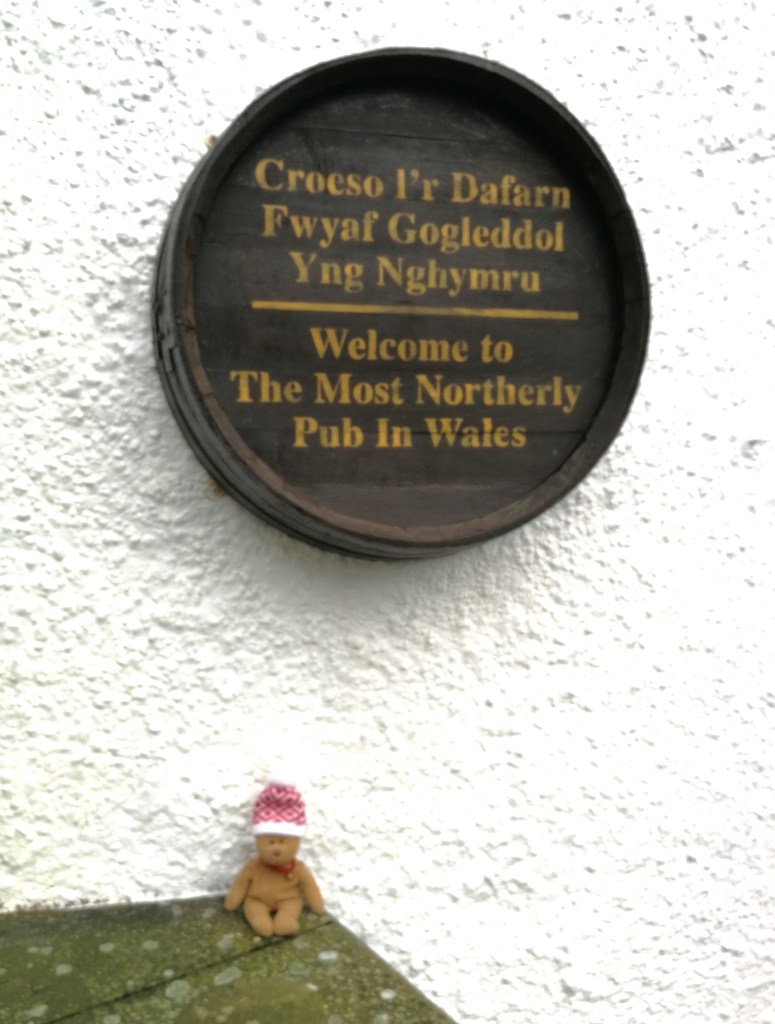 Croeso I'r Dafarn
Fwyaf Gogleddol
Yng Nghymru
Welcome to
The Most Northerly
Pub In Wales